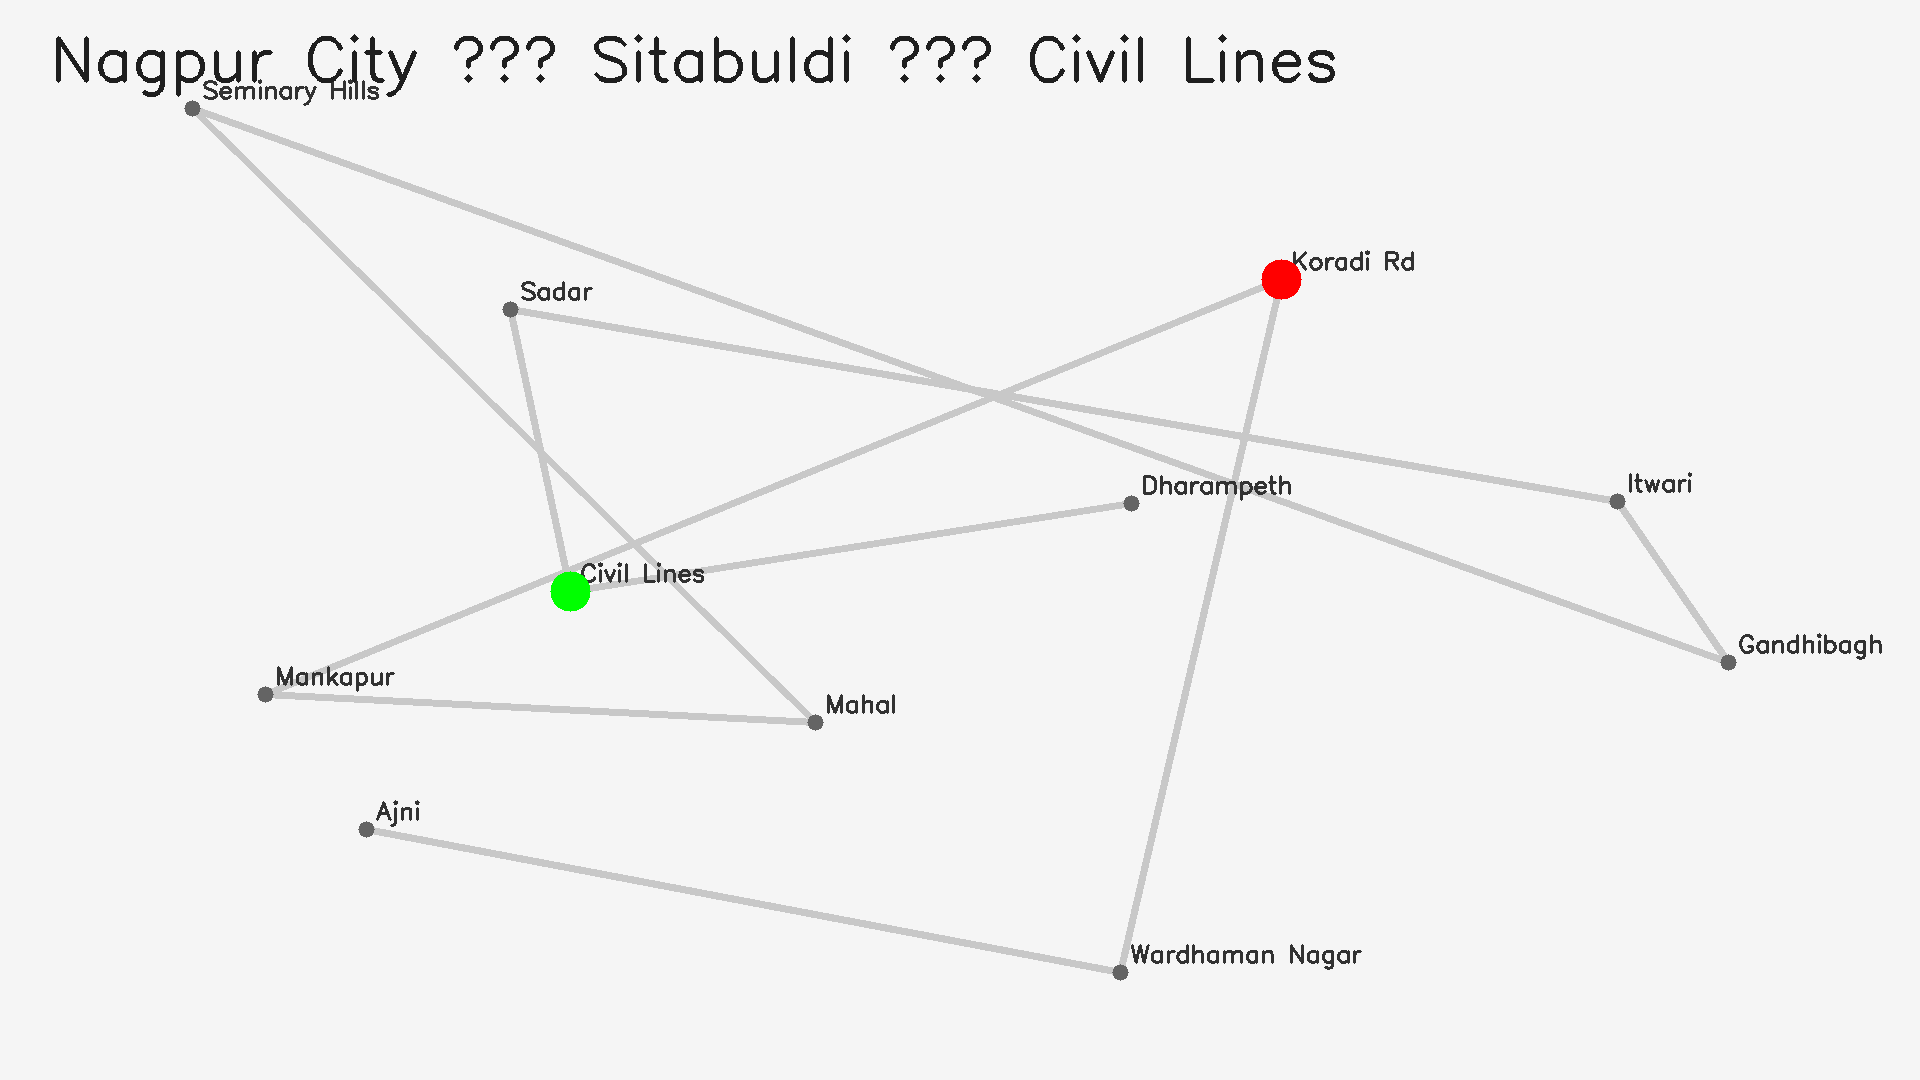 Nagpur City ??? Sitabuldi ??? Civil Lines
Seminary Hills
Koradi Rd
Sadar
Itwari
Dharampeth
Civil Lines
Gandhibagh
Mankapur
Mahal
Ajni
Wardhaman Nagar